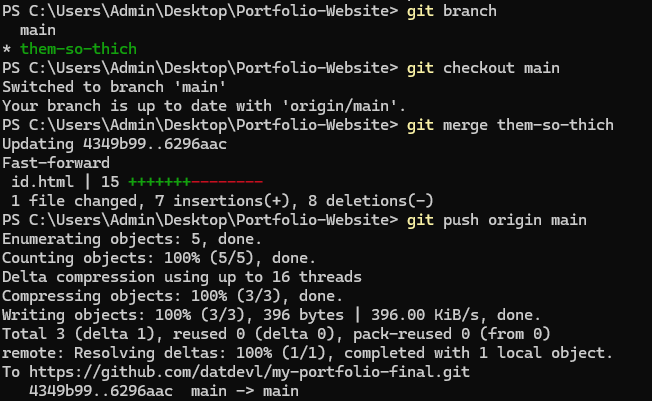 PS C:\Users\Admin\Desktop\Portfolio-Website> git branch
  main
* them-so-thich
PS C:\Users\Admin\Desktop\Portfolio-Website> git checkout main
Switched to branch 'main'
Your branch is up to date with 'origin/main'.
PS C:\Users\Admin\Desktop\Portfolio-Website> git merge them-so-thich
Updating 4349b99..6296aac
Fast-forward
 id.html | 15 +++++++--------
 1 file changed, 7 insertions(+), 8 deletions(-)
PS C:\Users\Admin\Desktop\Portfolio-Website> git push origin main
Enumerating objects: 5, done.
Counting objects: 100% (5/5), done.
Delta compression using up to 16 threads
Compressing objects: 100% (3/3), done.
Writing objects: 100% (3/3), 396 bytes | 396.00 KiB/s, done.
Total 3 (delta 1), reused 0 (delta 0), pack-reused 0 (from 0)
remote: Resolving deltas: 100% (1/1), completed with 1 local object.
To https://github.com/datdevl/my-portfolio-final.git
   4349b99..6296aac  main -> main